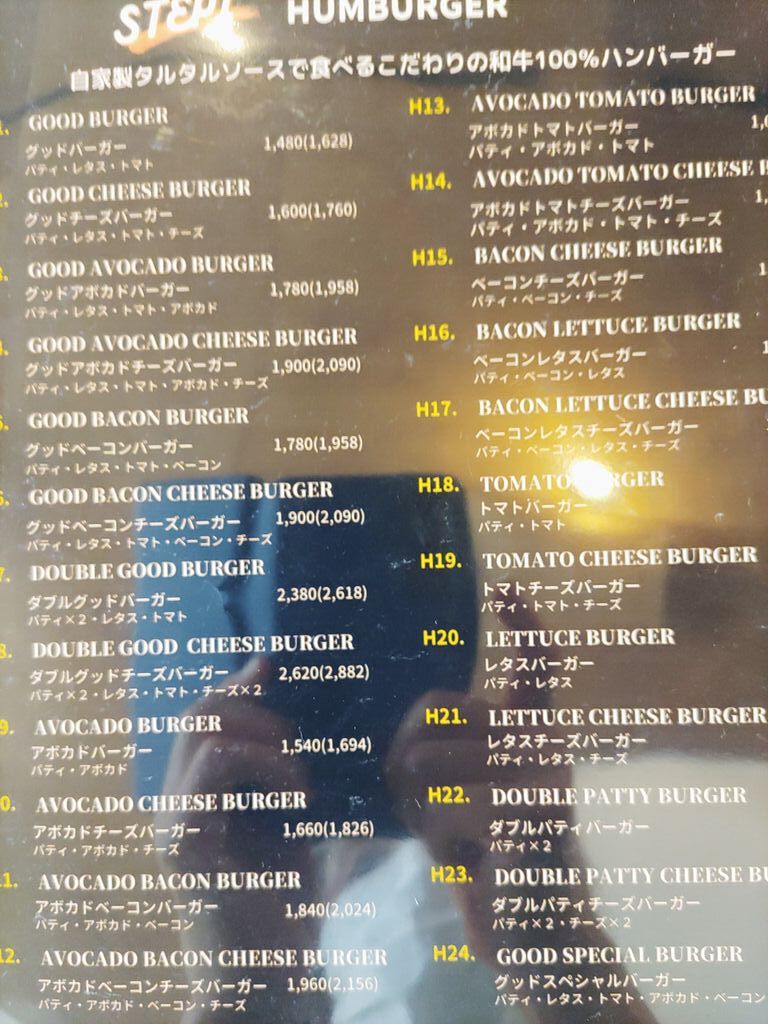 STEP1 HUMBURGER
自家製タルタルソースで食べるこだわりの和牛100%ハンバーガー
1. GOOD BURGER
グッドバーガー 1,480(1,628)
パティ・レタス・トマト
2. GOOD CHEESE BURGER
グッドチーズバーガー 1,600(1,760)
パティ・レタス・トマト・チーズ
3. GOOD AVOCADO BURGER
グッドアボカドバーガー 1,780(1,958)
パティ・レタス・トマト・アボカド
4. GOOD AVOCADO CHEESE BURGER
グッドアボカドチーズバーガー 1,900(2,090)
パティ・レタス・トマト・アボカド・チーズ
5. GOOD BACON BURGER
グッドベーコンバーガー 1,780(1,958)
パティ・レタス・トマト・ベーコン
6. GOOD BACON CHEESE BURGER
グッドベーコンチーズバーガー 1,900(2,090)
パティ・レタス・トマト・ベーコン・チーズ
7. DOUBLE GOOD BURGER
ダブルグッドバーガー 2,380(2,618)
パティ×2・レタス・トマト
8. DOUBLE GOOD CHEESE BURGER
ダブルグッドチーズバーガー 2,620(2,882)
パティ×2・レタス・トマト・チーズ×2
9. AVOCADO BURGER
アボカドバーガー 1,540(1,694)
パティ・アボカド
0. AVOCADO CHEESE BURGER
アボカドチーズバーガー 1,660(1,826)
パティ・アボカド・チーズ
11. AVOCADO BACON BURGER
アボカドベーコンバーガー 1,840(2,024)
パティ・アボカド・ベーコン
12. AVOCADO BACON CHEESE BURGER
アボカドベーコンチーズバーガー 1,960(2,156)
パティ・アボカド・ベーコン・チーズ
H13. AVOCADO TOMATO BURGER
アボカドトマトバーガー
パティ・アボカド・トマト
H14. AVOCADO TOMATO CHEESE
アボカドトマトチーズバーガー
パティ・アボカド・トマト・チーズ
H15. BACON CHEESE BURGER
ベーコンチーズバーガー
パティ・ベーコン・チーズ
H16. BACON LETTUCE BURGER
ベーコンレタスバーガー
パティ・ベーコン・レタス
H17. BACON LETTUCE CHEESE BU
ベーコンレタスチーズバーガー
パティ・ベーコン・レタス・チーズ
H18. TOMATO RGER
トマトバーガー
パティ・トマト
H19. TOMATO CHEESE BURGER
トマトチーズバーガー
パティ・トマト・チーズ
H20. LETTUCE BURGER
レタスバーガー
パティ・レタス
H21. LETTUCE CHEESE BURGER
レタスチーズバーガー
パティ・レタス・チーズ
H22. DOUBLE PATTY BURGER
ダブルパティバーガー
パティ×2
H23. DOUBLE PATTY CHEESE BU
ダブルパティチーズバーガー
パティ×2・チーズ×2
H24. GOOD SPECIAL BURGER
グッドスペシャルバーガー
パティ・レタス・トマト・アボカド・ベーコン